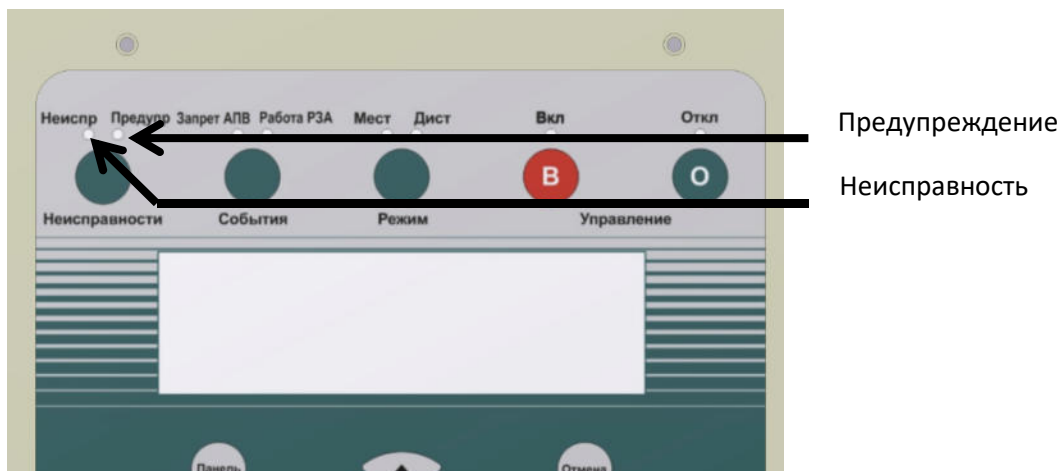 Неиспр Предупр Запрет АПВ Работа РЗА Мест Дист Вкл Откл
Предупреждение
В О
Неисправность
Неисправности События Режим Управление
Панель Отмена